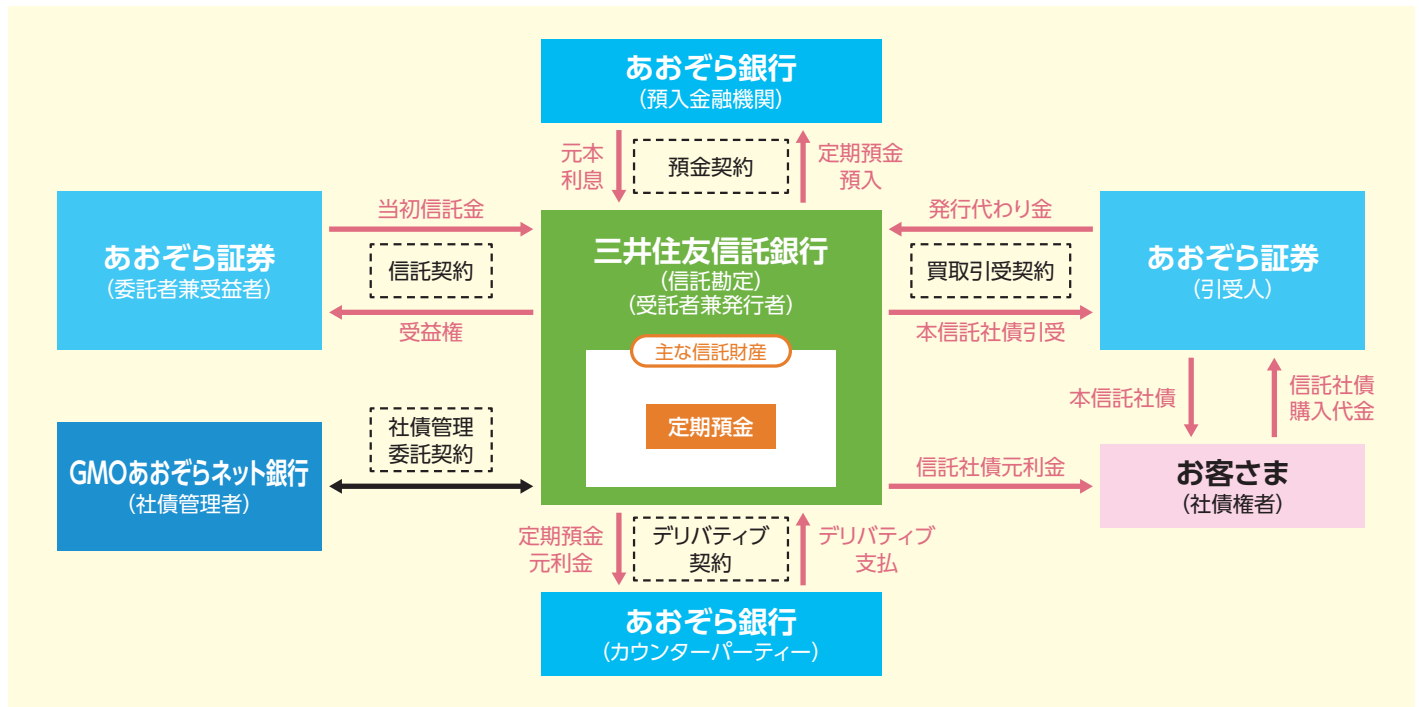 あおぞら銀行
（預入金融機関）
元本
利息
預金契約
定期預金
預入
あおぞら証券
（委託者兼受益者）
当初信託金
信託契約
受益権
三井住友信託銀行
（信託勘定）
（受託者兼発行者）
主な信託財産
定期預金
発行代わり金
買取引受契約
本信託社債引受
あおぞら証券
（引受人）
本信託社債
信託社債
購入代金
GMOあおぞらネット銀行
（社債管理者）
社債管理
委託契約
信託社債元利金
お客さま
（社債権者）
定期預金
元利金
デリバティブ
契約
デリバティブ
支払
あおぞら銀行
（カウンターパーティー）